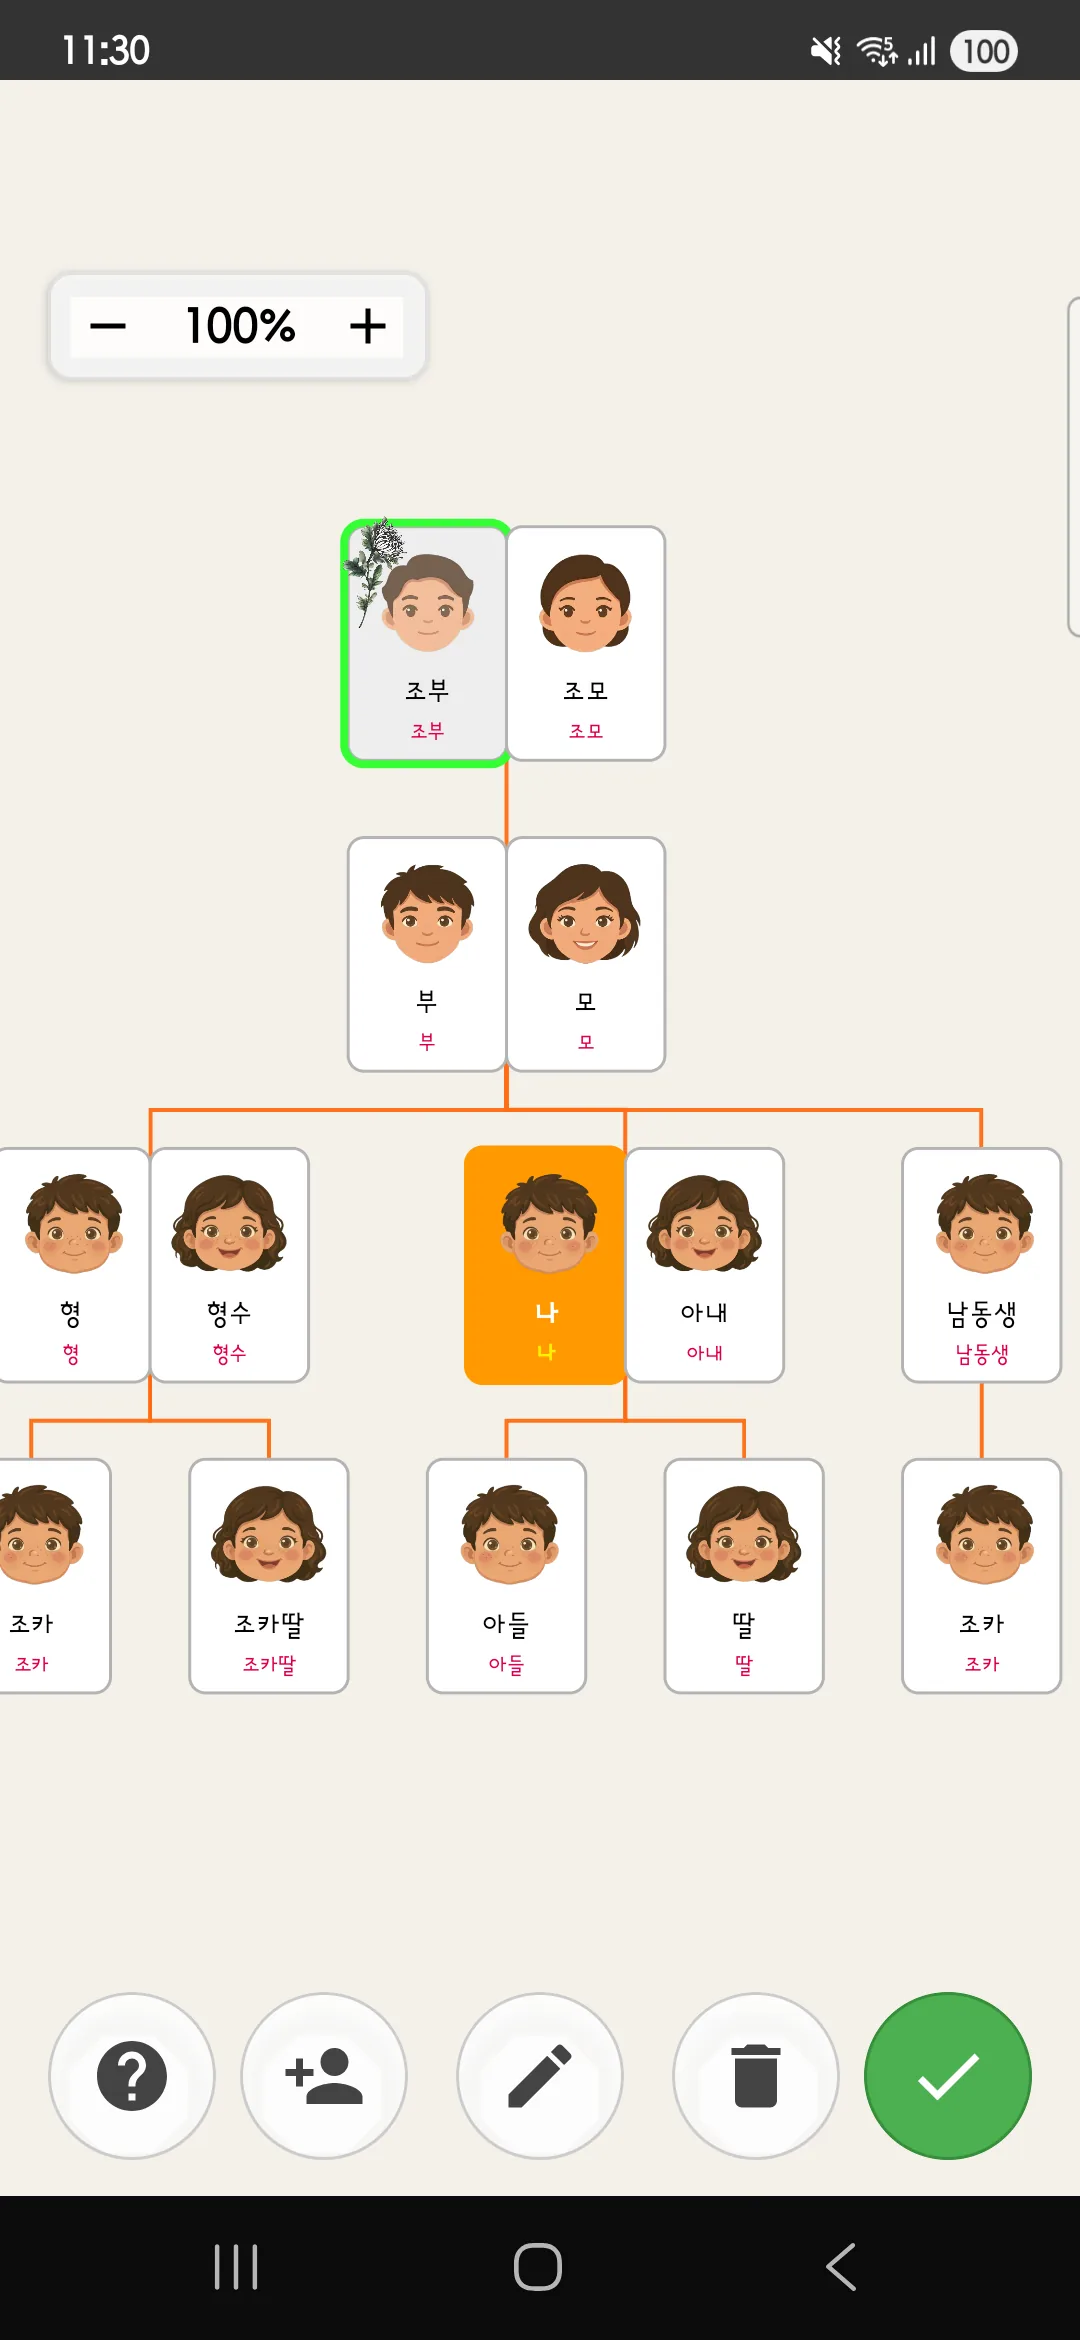 11:30
5
100
− 100% +
조부 조모
조부 조모
부 모
부 모
형 형수 나 아내 남동생
형 형수 나 아내 남동생
조카 조카딸 아들 딸 조카
조카 조카딸 아들 딸 조카